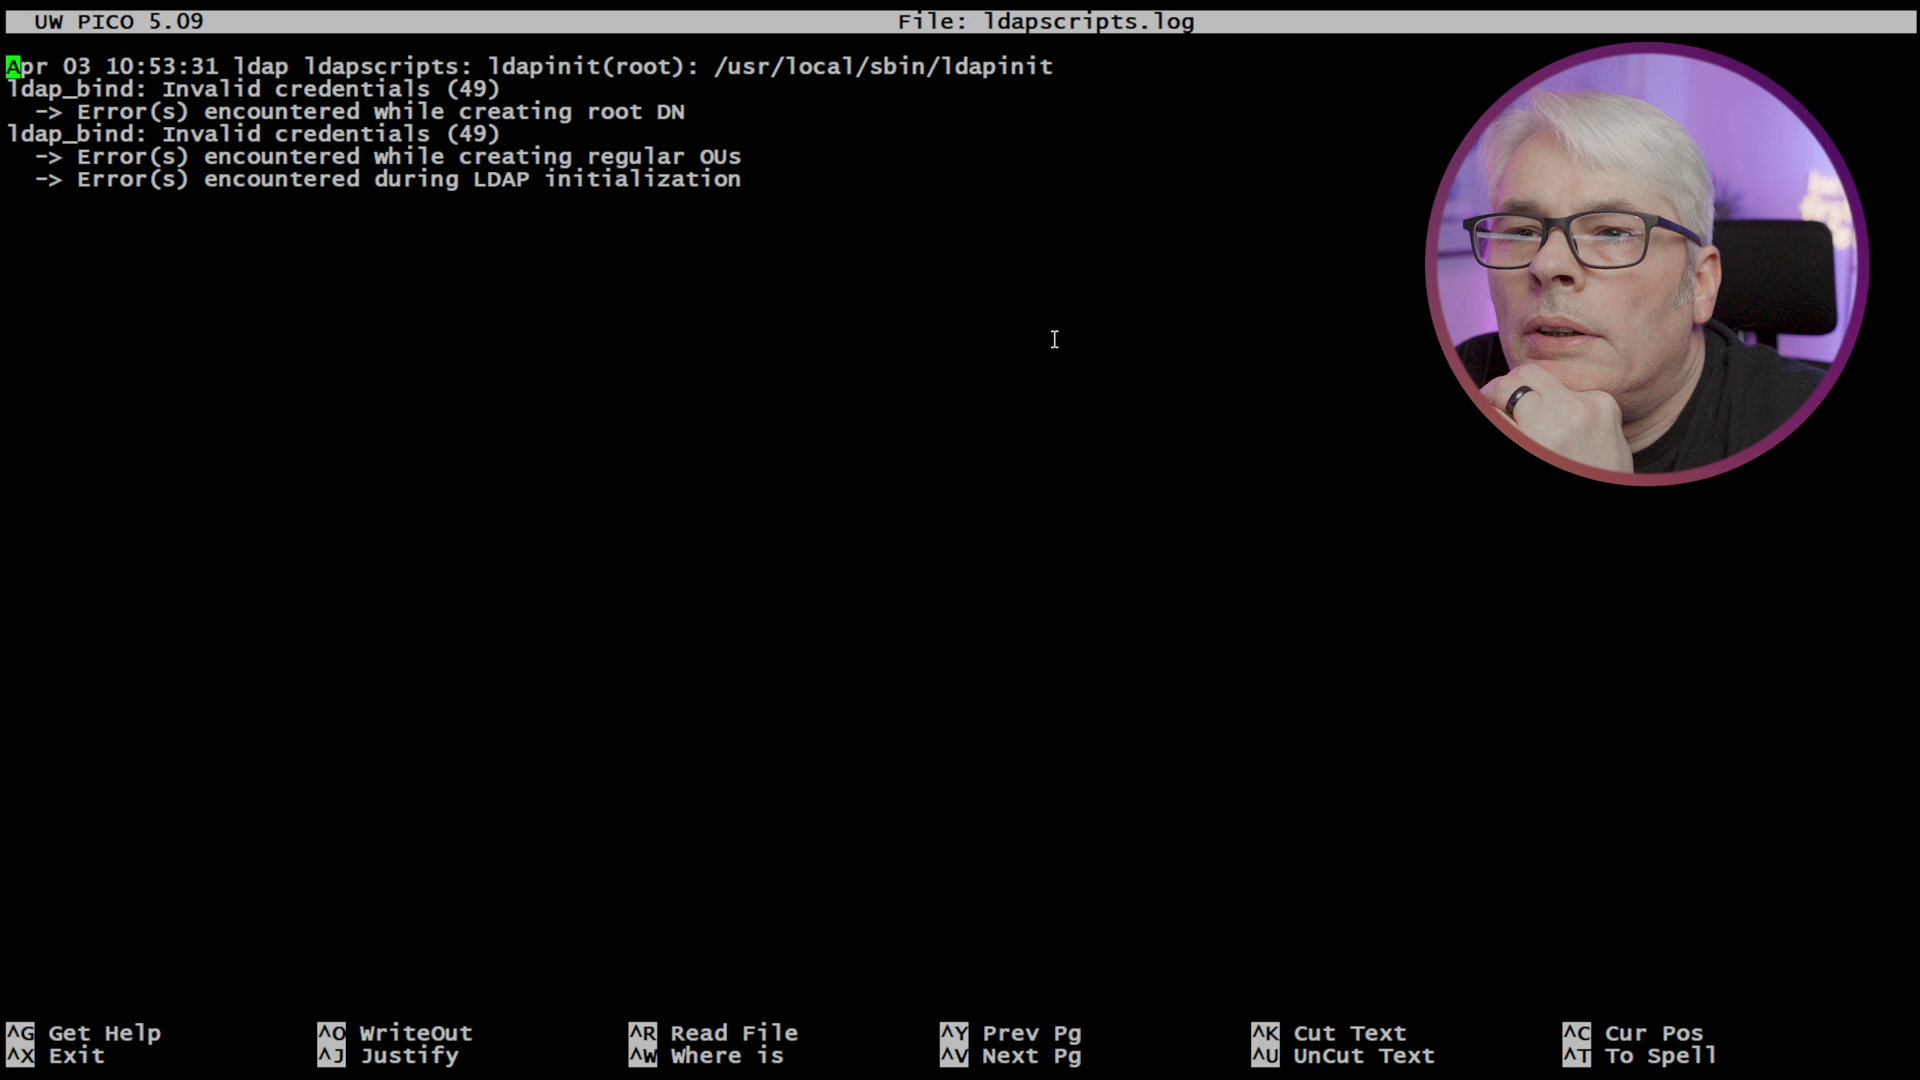 UW PICO 5.09 File: ldapscripts.log
Apr 03 10:53:31 ldap ldapscripts: ldapinit(root): /usr/local/sbin/ldapinit
ldap_bind: Invalid credentials (49)
-> Error(s) encountered while creating root DN
ldap_bind: Invalid credentials (49)
-> Error(s) encountered while creating regular OUs
-> Error(s) encountered during LDAP initialization
^G Get Help ^O WriteOut ^R Read File ^Y Prev Pg ^K Cut Text ^C Cur Pos
^X Exit ^J Justify ^W Where is ^V Next Pg ^U UnCut Text ^T To Spell